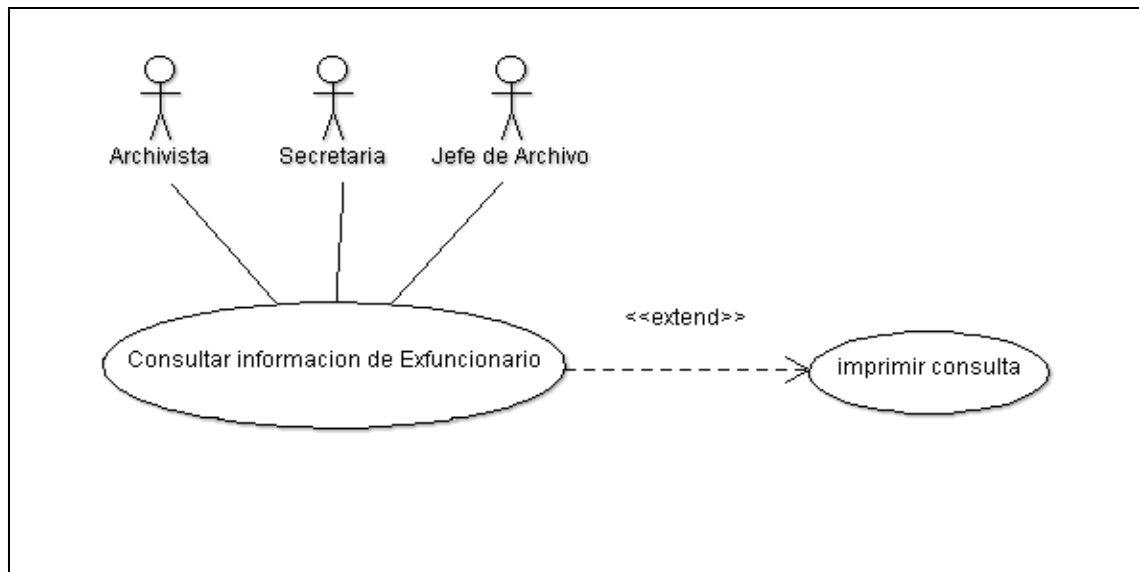 Archivista
Secretaria
Jefe de Archivo
<<extend>>
Consultar informacion de Exfuncionario
imprimir consulta